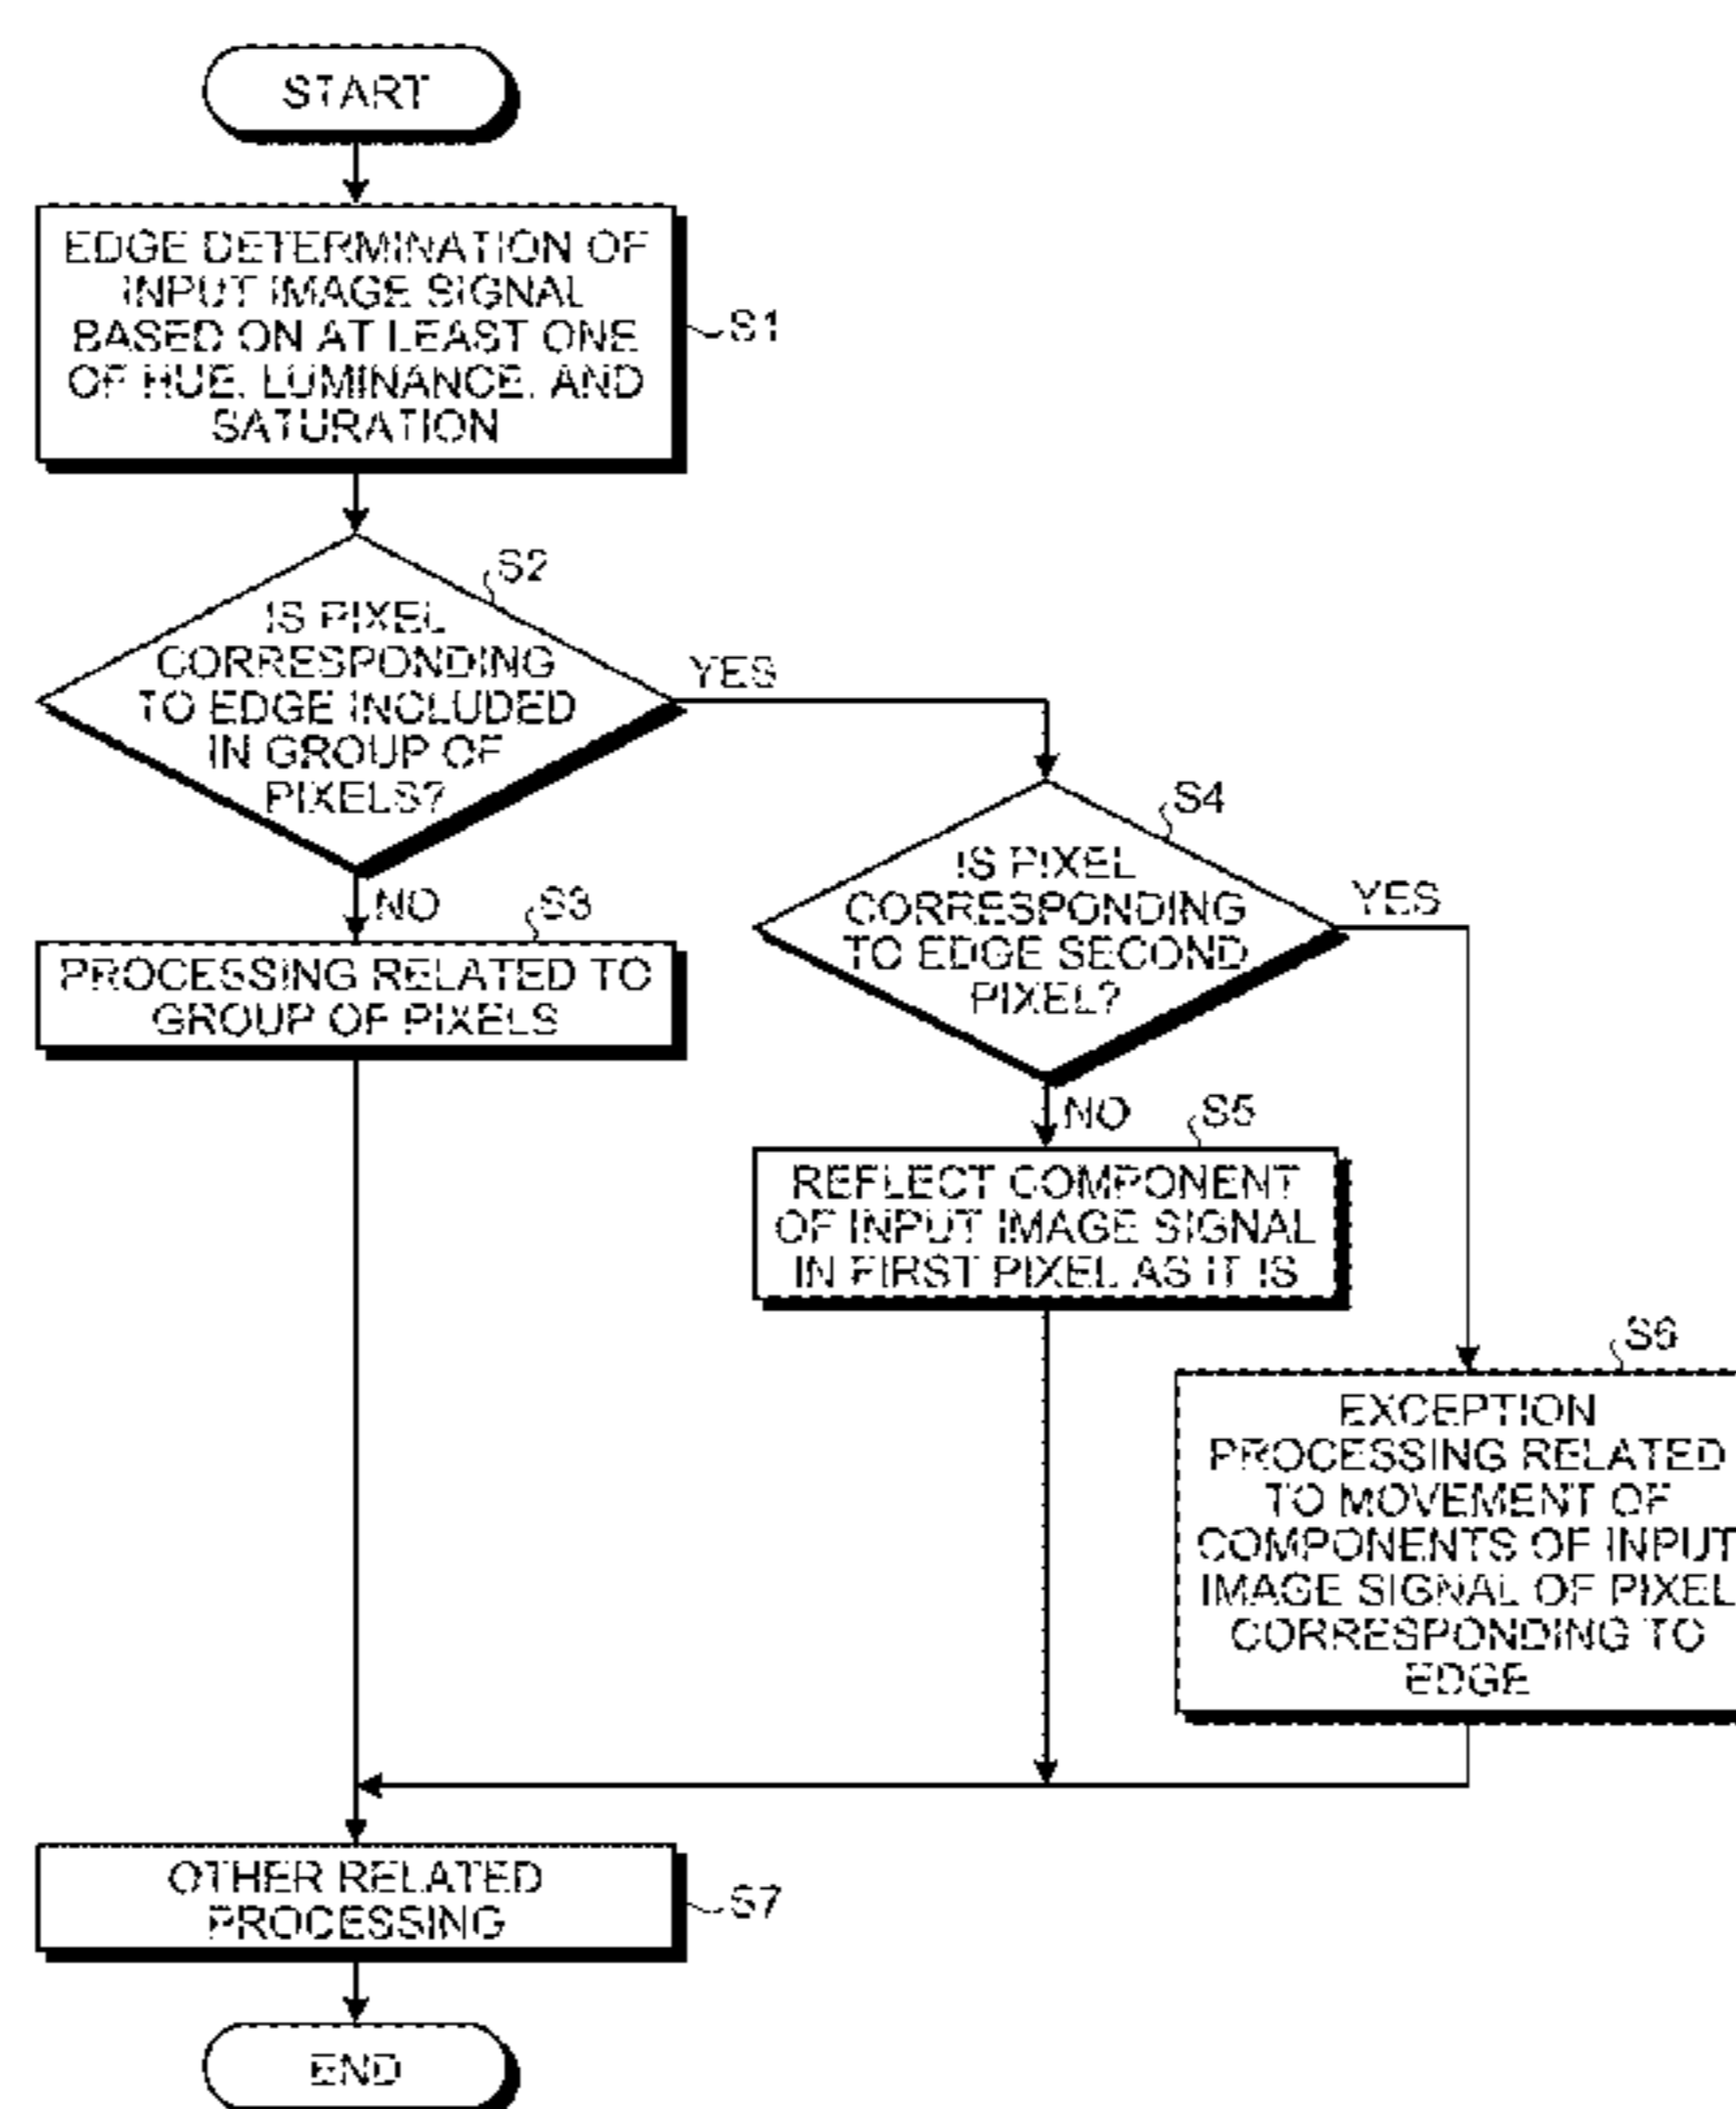 START
EDGE DETERMINATION OF
INPUT IMAGE SIGNAL
BASED ON AT LEAST ONE
OF HUE, LUMINANCE, AND
SATURATION
S1
S2
IS PIXEL
CORRESPONDING
TO EDGE INCLUDED
IN GROUP OF
PIXELS?
YES
NO
S3
PROCESSING RELATED TO
GROUP OF PIXELS
S4
IS PIXEL
CORRESPONDING
TO EDGE SECOND
PIXEL?
YES
NO
S5
REFLECT COMPONENT
OF INPUT IMAGE SIGNAL
IN FIRST PIXEL AS IT IS
S6
EXCEPTION
PROCESSING RELATED
TO MOVEMENT OF
COMPONENTS OF INPUT
IMAGE SIGNAL OF PIXEL
CORRESPONDING TO
EDGE
OTHER RELATED
PROCESSING
S7
END